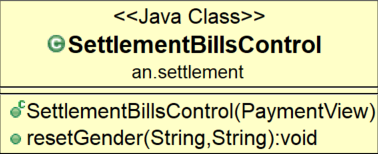 <<Java Class>>
SettlementBillsControl
an.settlement
SettlementBillsControl(PaymentView)
resetGender(String,String):void